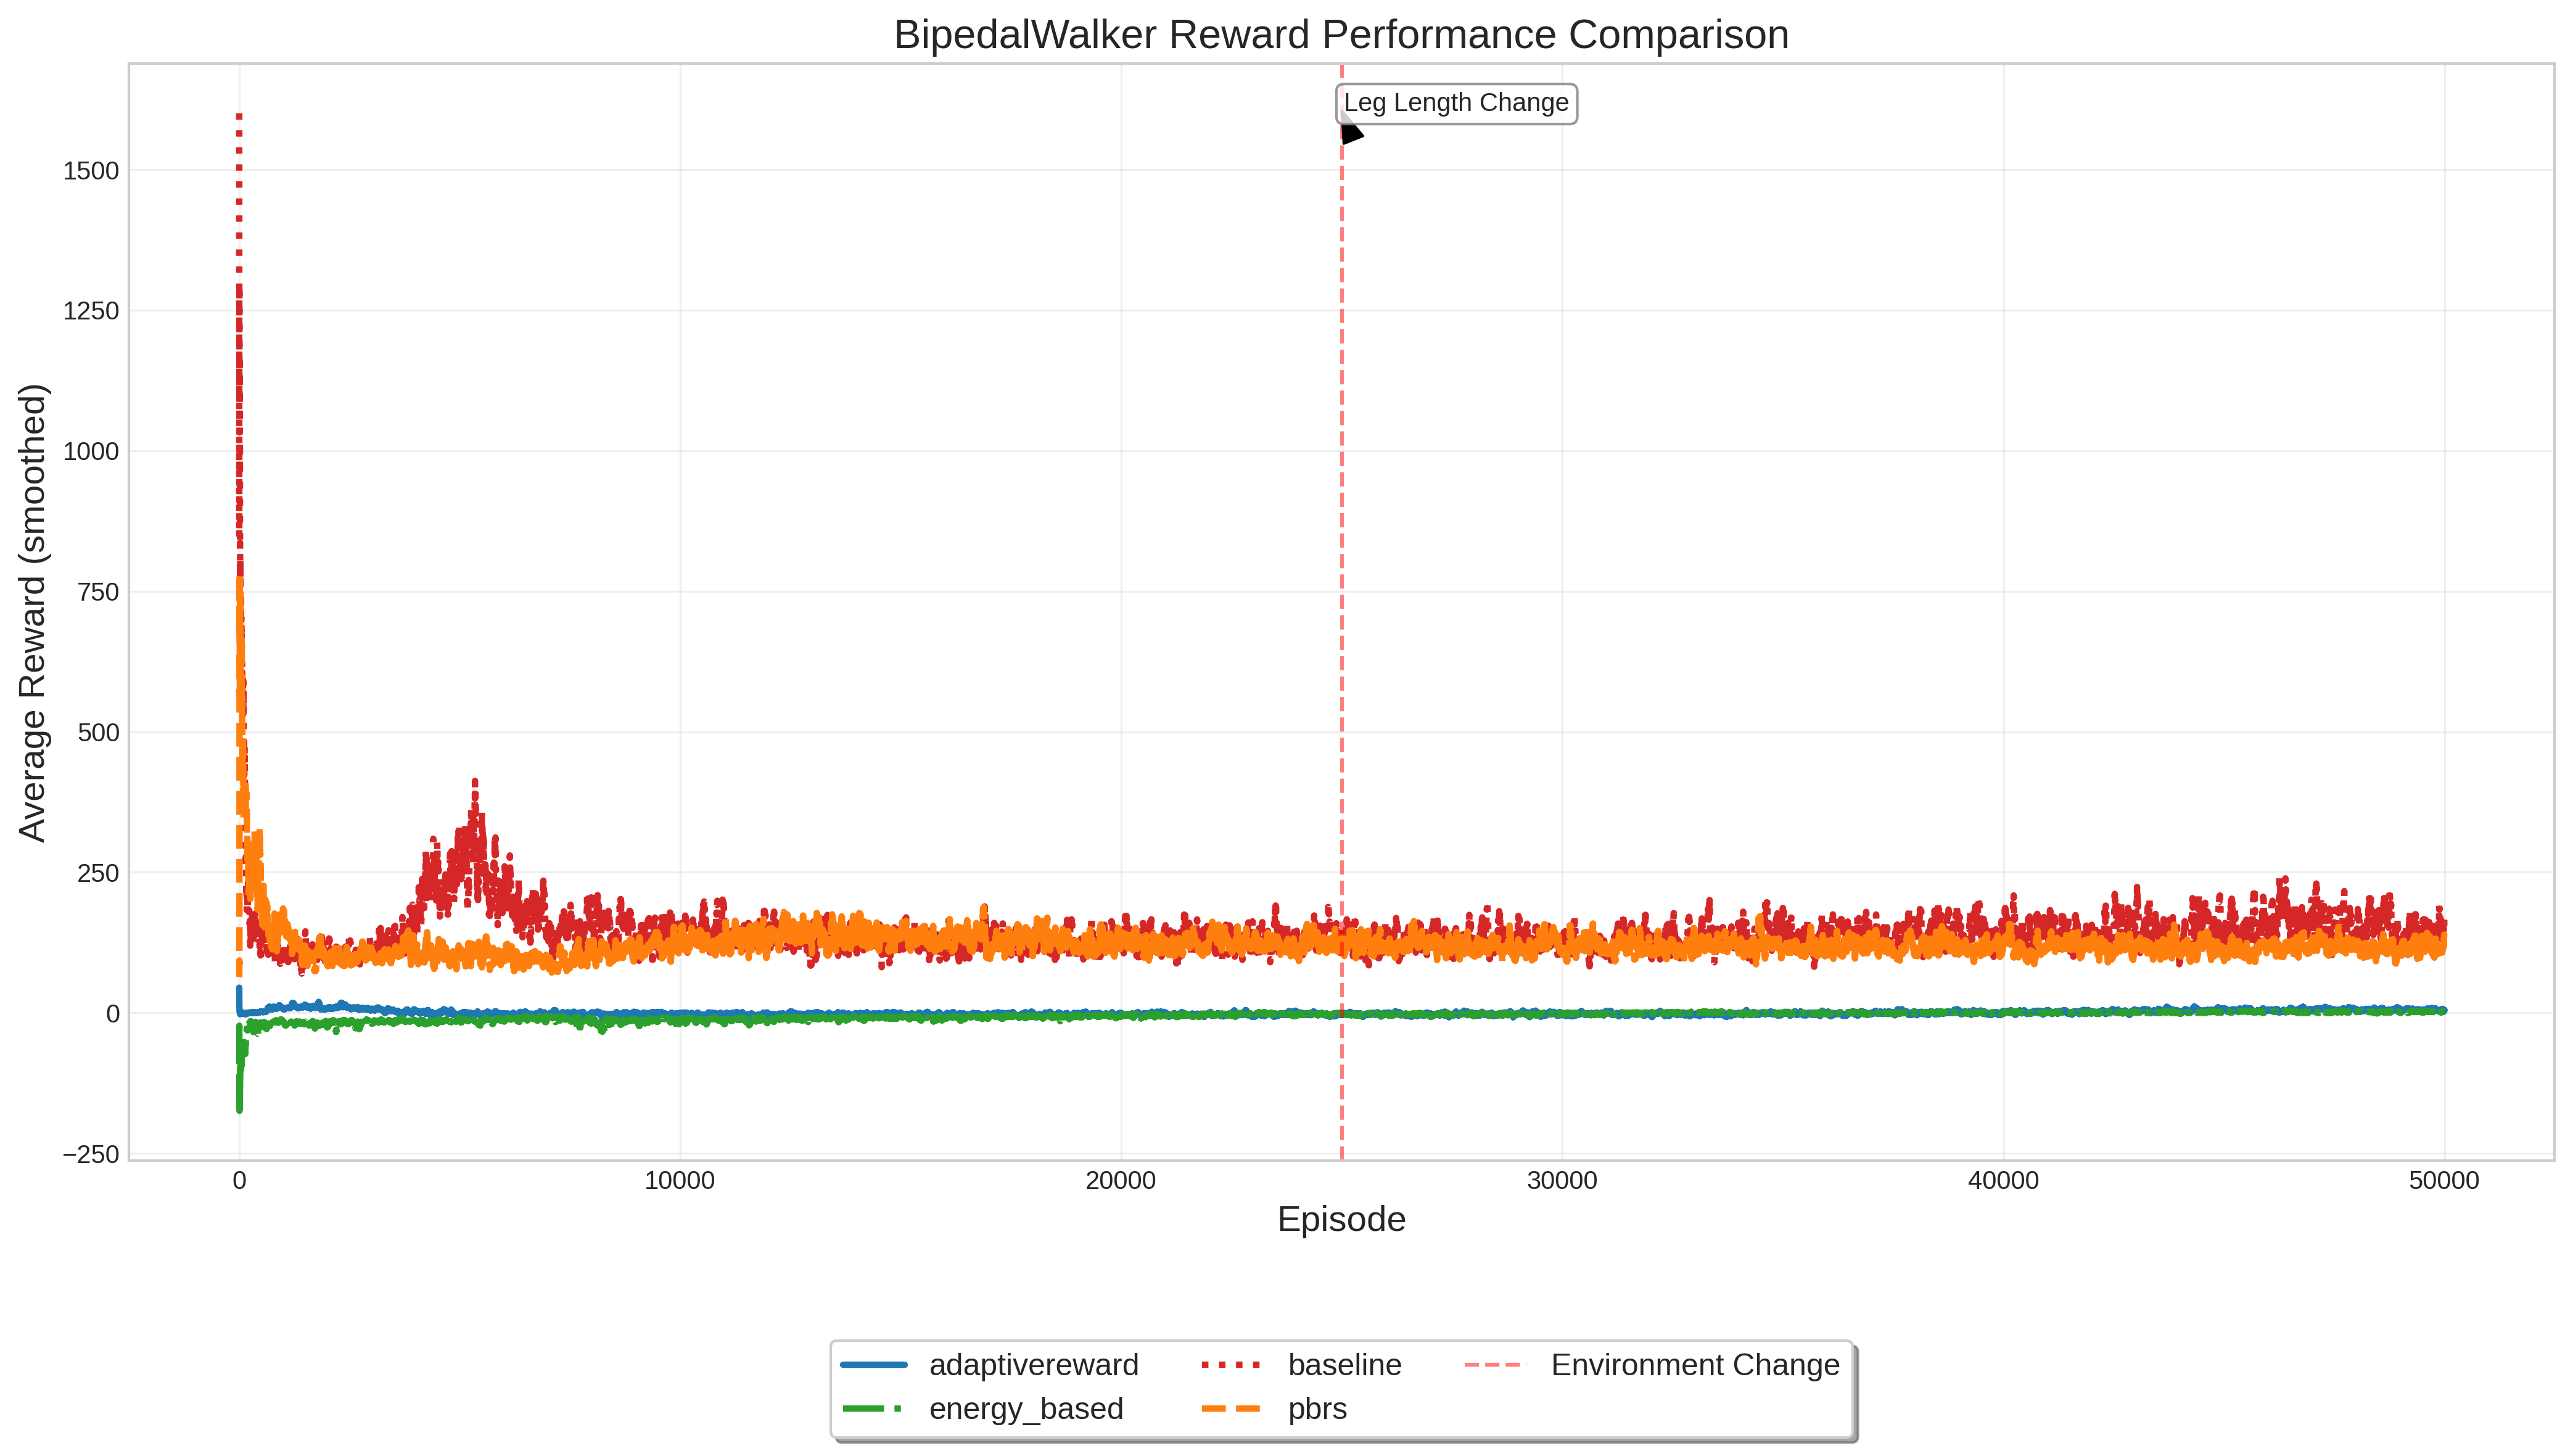 BipedalWalker Reward Performance Comparison
Leg Length Change
Average Reward (smoothed)
1500
1250
1000
750
500
250
0
−250
0 10000 20000 30000 40000 50000
Episode
adaptivereward baseline Environment Change
energy_based pbrs